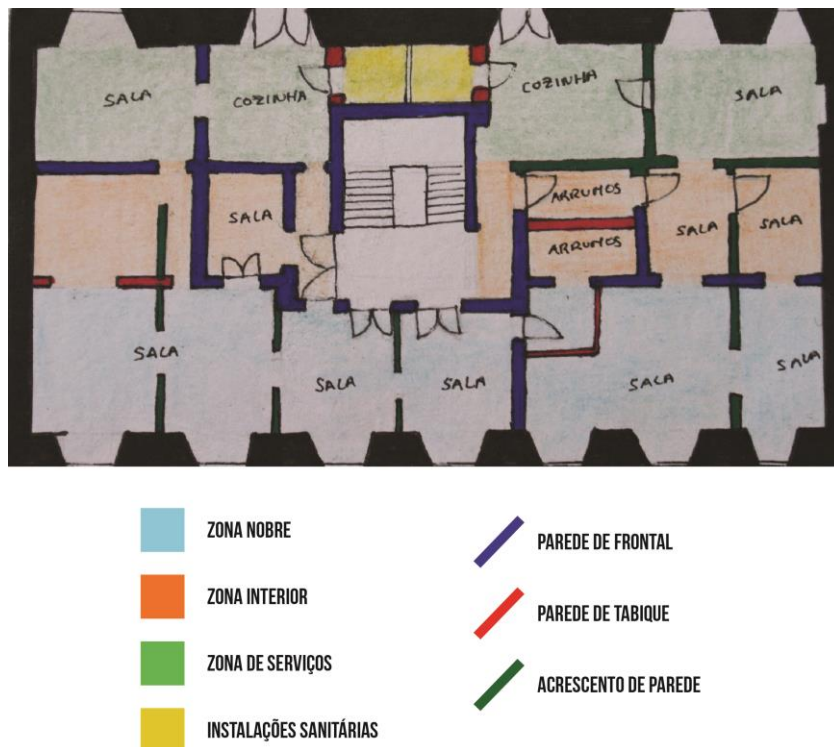 SALA
COZINHA
COZINHA
SALA
SALA
ARRUMOS
ARRUMOS
SALA
SALA
SALA
SALA
SALA
SALA
SALA
ZONA NOBRE
ZONA INTERIOR
ZONA DE SERVIÇOS
INSTALAÇÕES SANITÁRIAS
PAREDE DE FRONTAL
PAREDE DE TABIQUE
ACRESCENTO DE PAREDE